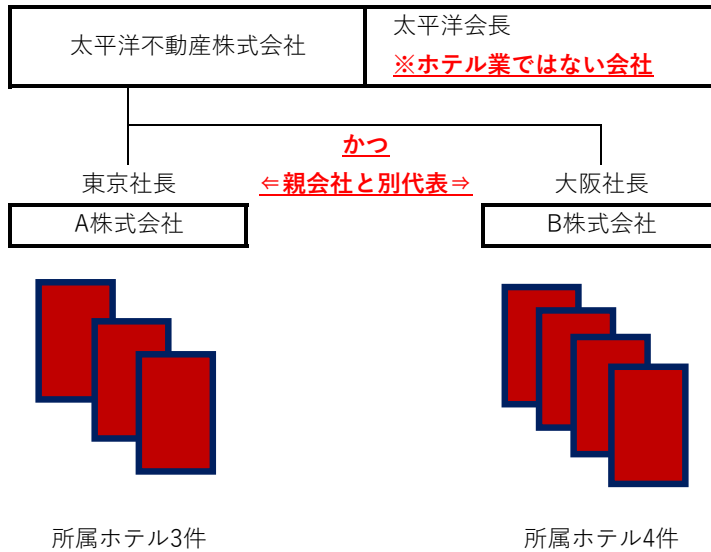 太平洋不動産株式会社
太平洋会長
※ホテル業ではない会社
かつ
東京社長
⇐親会社と別代表⇒
大阪社長
A株式会社
B株式会社
所属ホテル3件
所属ホテル4件